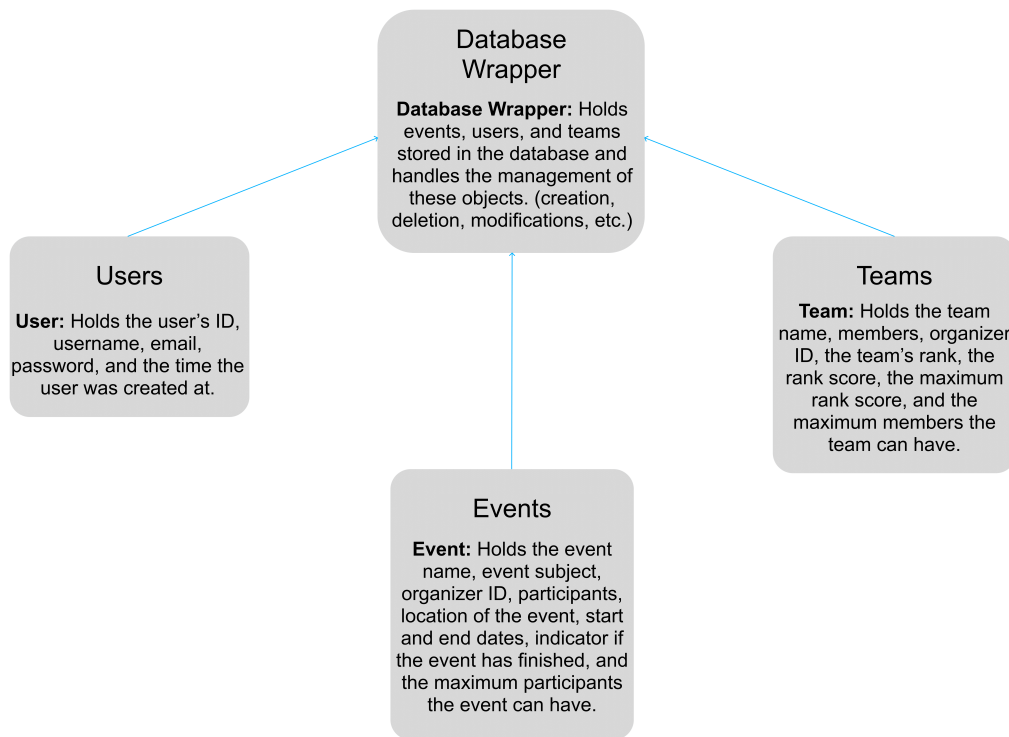 Database
Wrapper
Database Wrapper: Holds
events, users, and teams
stored in the database and
handles the management of
these objects. (creation,
deletion, modifications, etc.)
Users
User: Holds the user’s ID,
username, email,
password, and the time the
user was created at.
Teams
Team: Holds the team
name, members, organizer
ID, the team’s rank, the
rank score, the maximum
rank score, and the
maximum members the
team can have.
Events
Event: Holds the event
name, event subject,
organizer ID, participants,
location of the event, start
and end dates, indicator if
the event has finished, and
the maximum participants
the event can have.